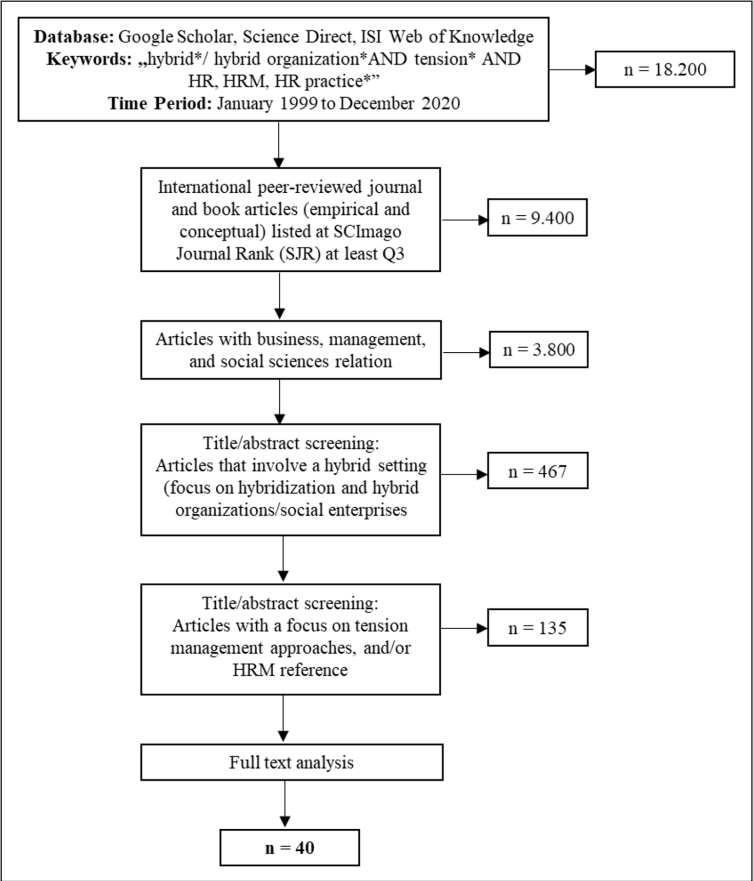 Database: Google Scholar, Science Direct, ISI Web of Knowledge
Keywords: „hybrid*/ hybrid organization*AND tension* AND
HR, HRM, HR practice*”
Time Period: January 1999 to December 2020
n = 18.200
International peer-reviewed journal
and book articles (empirical and
conceptual) listed at SCImago
Journal Rank (SJR) at least Q3
n = 9.400
Articles with business, management,
and social sciences relation
n = 3.800
Title/abstract screening:
Articles that involve a hybrid setting
(focus on hybridization and hybrid
organizations/social enterprises
n = 467
Title/abstract screening:
Articles with a focus on tension
management approaches, and/or
HRM reference
n = 135
Full text analysis
n = 40